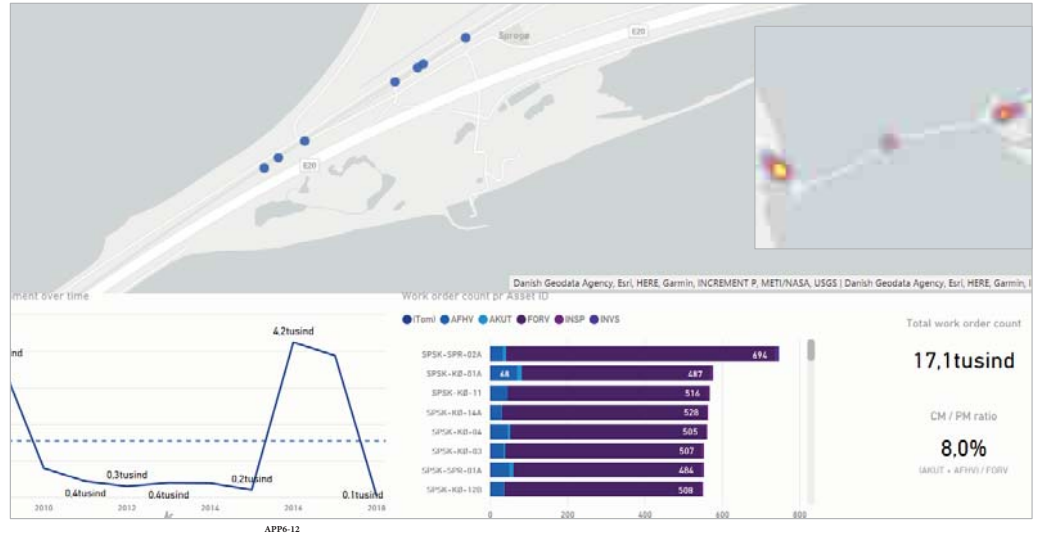 Sprogø
E20
E20
Danish Geodata Agency, Esri, HERE, Garmin, INCREMENT P, METI/NASA, USGS | Danish Geodata Agency, Esri, HERE, Garmin, I
ment over time
nd
4,2tusind
0,4tusind
0,3tusind
0.4tusind
0,2tusind
0.1tusind
2010
2012
2014
2016
2018
År
Work order count pr Asset ID
(Tom) AFHV AKUT FORV INSP INVS
SPSK-SPR-02A 694
SPSK-KØ-01A 68 487
SPSK-KØ-11 516
SPSK-KØ-14A 528
SPSK-KØ-04 505
SPSK-KØ-03 507
SPSK-SPR-01A 484
SPSK-KØ-12B 508
0 200 400 600 800
Total work order count
17,1tusind
CM / PM ratio
8,0%
(AKUT + AFHV) / FORV
APP6-12